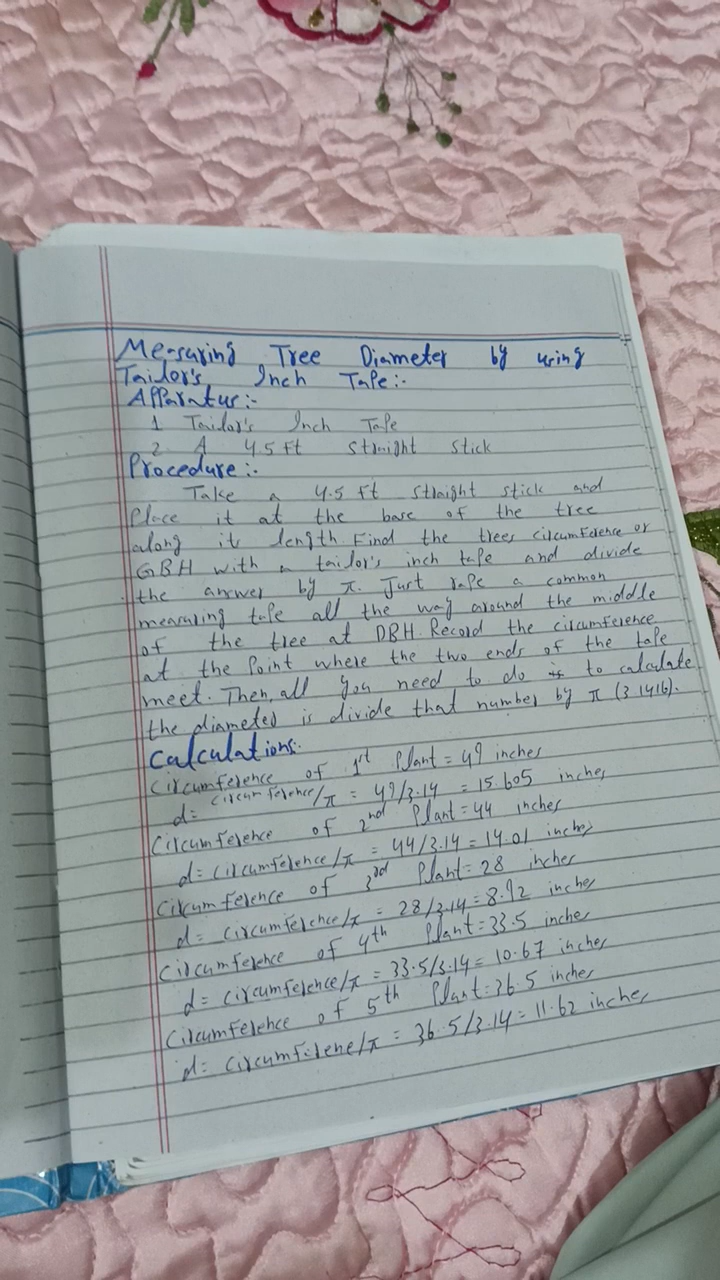 Measuring Tree Diameter by using
Tailor's Inch Tape:-
Apparatus:-
1 Tailor's Inch Tape
2. A 4.5 ft straight stick
Procedure:-
Take a 4.5 ft straight stick and
Place it at the base of the tree
along it length. Find the trees circumference or
GBH with a tailor's inch tape and divide
the answer by π. Just tape a common
measuring tape all the way around the middle
of the tree at DBH. Record the circumference
at the Point where the two ends of the tape
meet. Then, all you need to do is to calculate
the diameter is divide that number by π (3.1416).
Calculations:
Circumference of 1st Plant = 49 inches
d= circumference/π = 49/3.14 = 15.605 inches
Circumference of 2nd Plant = 44 inches
d= circumference/π = 44/3.14 = 14.01 inches
Circumference of 3rd Plant = 28 inches
d= circumference/π = 28/3.14 = 8.92 inches
Circumference of 4th Plant = 33.5 inches
d= circumference/π = 33.5/3.14 = 10.67 inches
Circumference of 5th Plant = 36.5 inches
d= circumferene/π = 36.5/3.14 = 11.62 inches